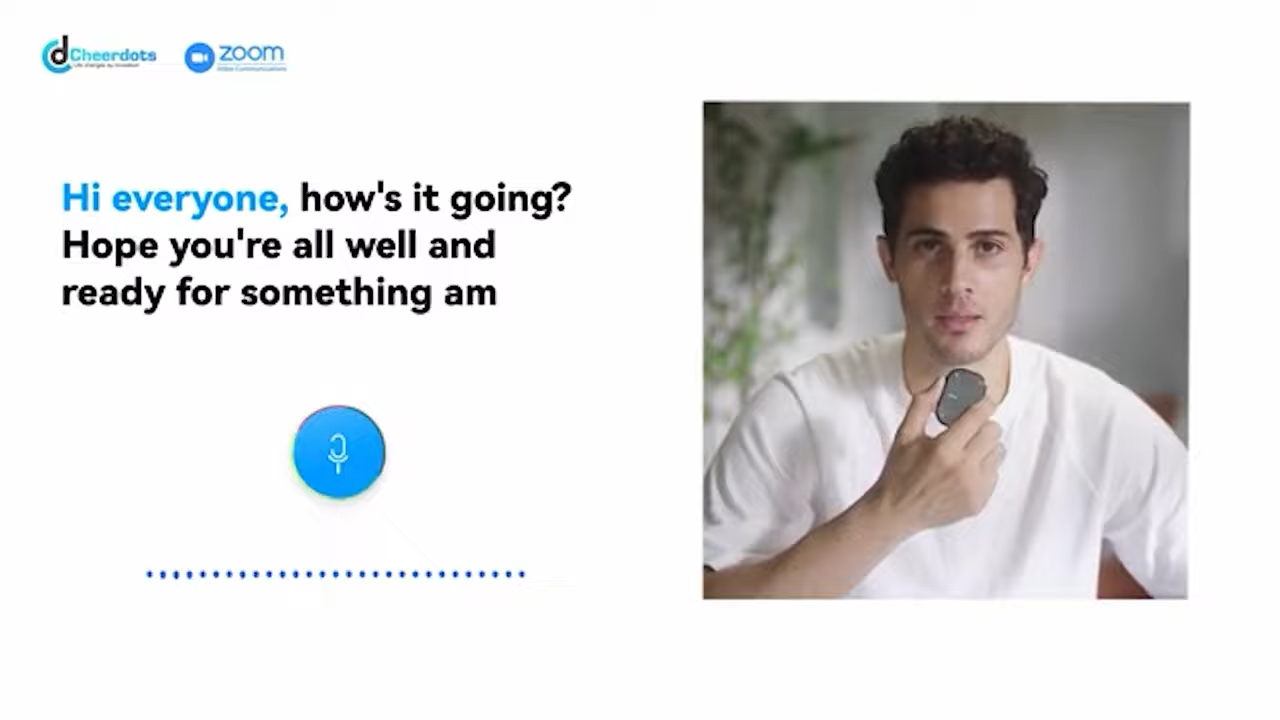 Cheerdots
zoom
Hi everyone, how's it going?
Hope you're all well and
ready for something am